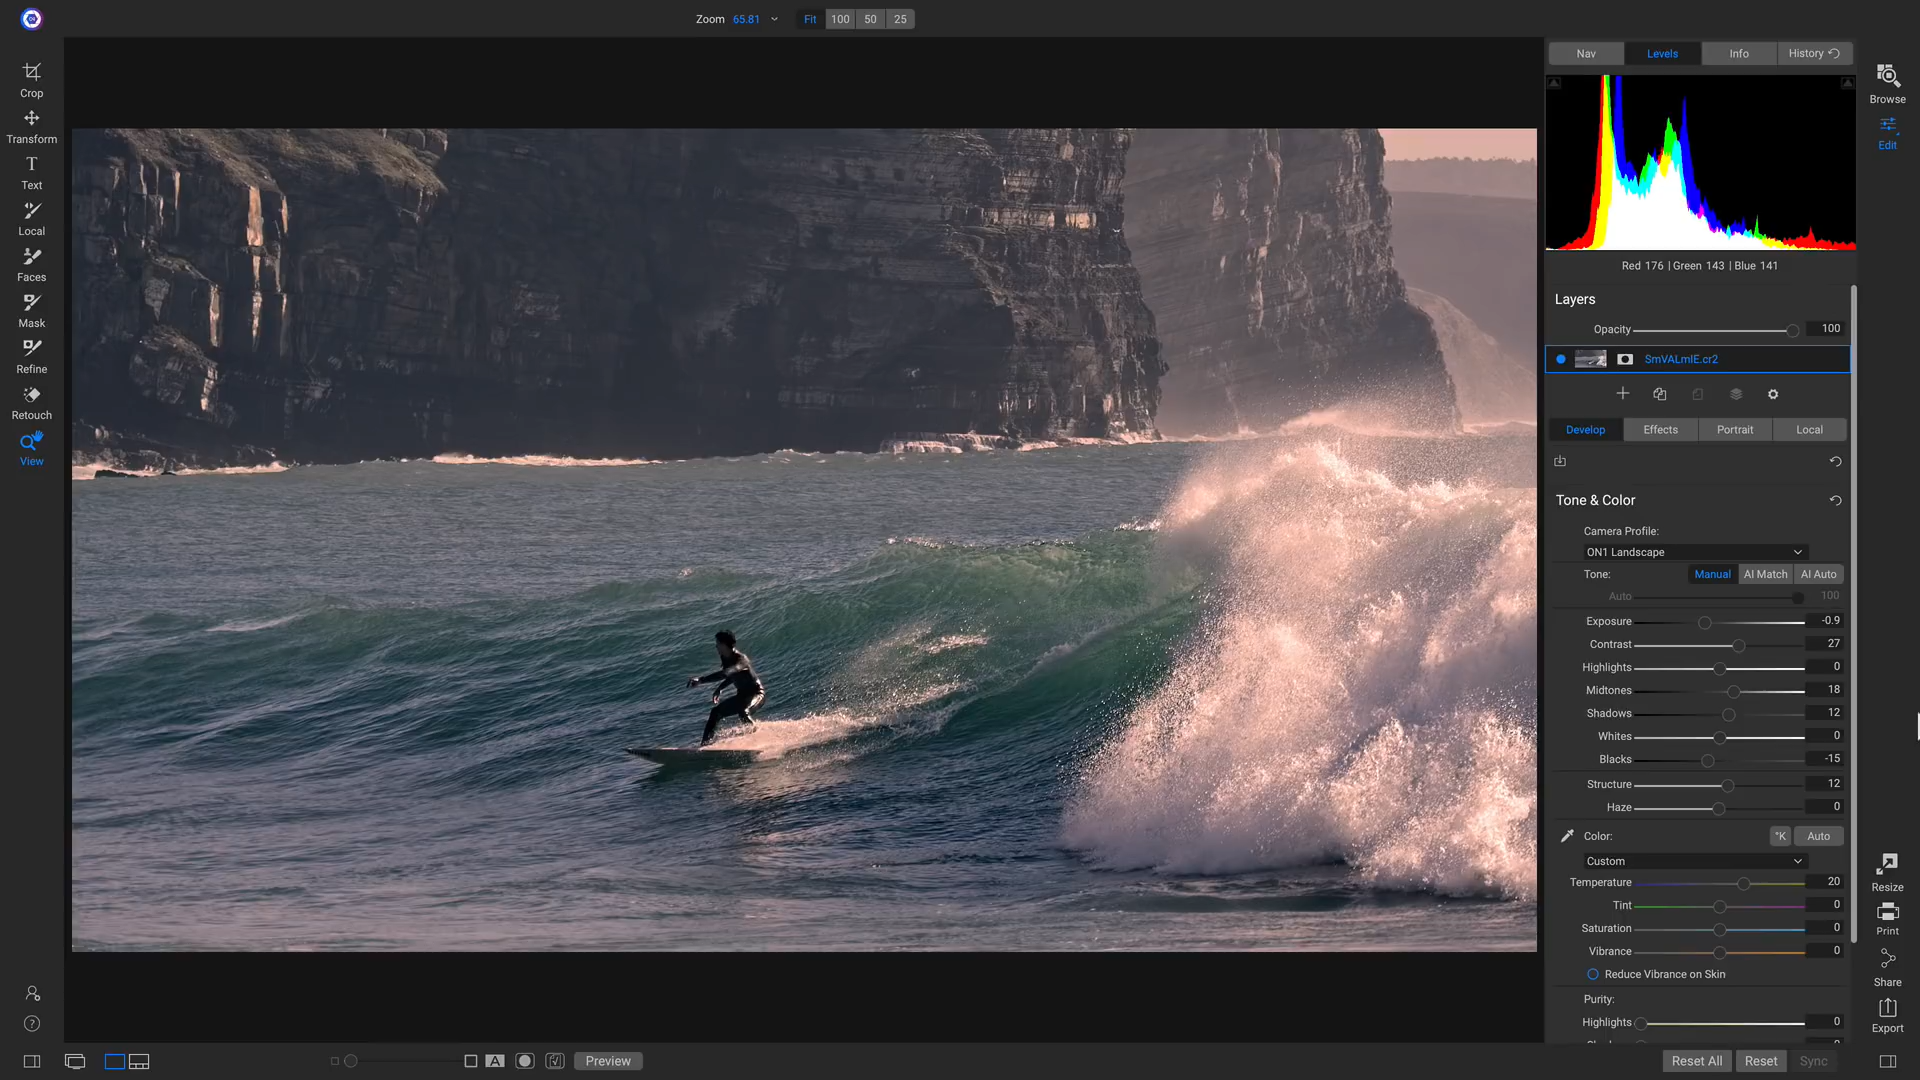 Zoom 65.81 Fit 100 50 25
Crop
Transform
Text
Local
Faces
Mask
Refine
Retouch
View
Nav Levels Info History
Red 176 | Green 143 | Blue 141
Layers
Opacity 100
SmVALmIE.cr2
Develop Effects Portrait Local
Tone & Color
Camera Profile:
ON1 Landscape
Tone: Manual AI Match AI Auto
Auto 100
Exposure -0.9
Contrast 27
Highlights 0
Midtones 18
Shadows 12
Whites 0
Blacks -15
Structure 12
Haze 0
Color: °K Auto
Custom
Temperature 20
Tint 0
Saturation 0
Vibrance 0
Reduce Vibrance on Skin
Purity:
Highlights 0
Browse
Edit
Resize
Print
Share
Export
?
A
Preview
Reset All Reset Sync